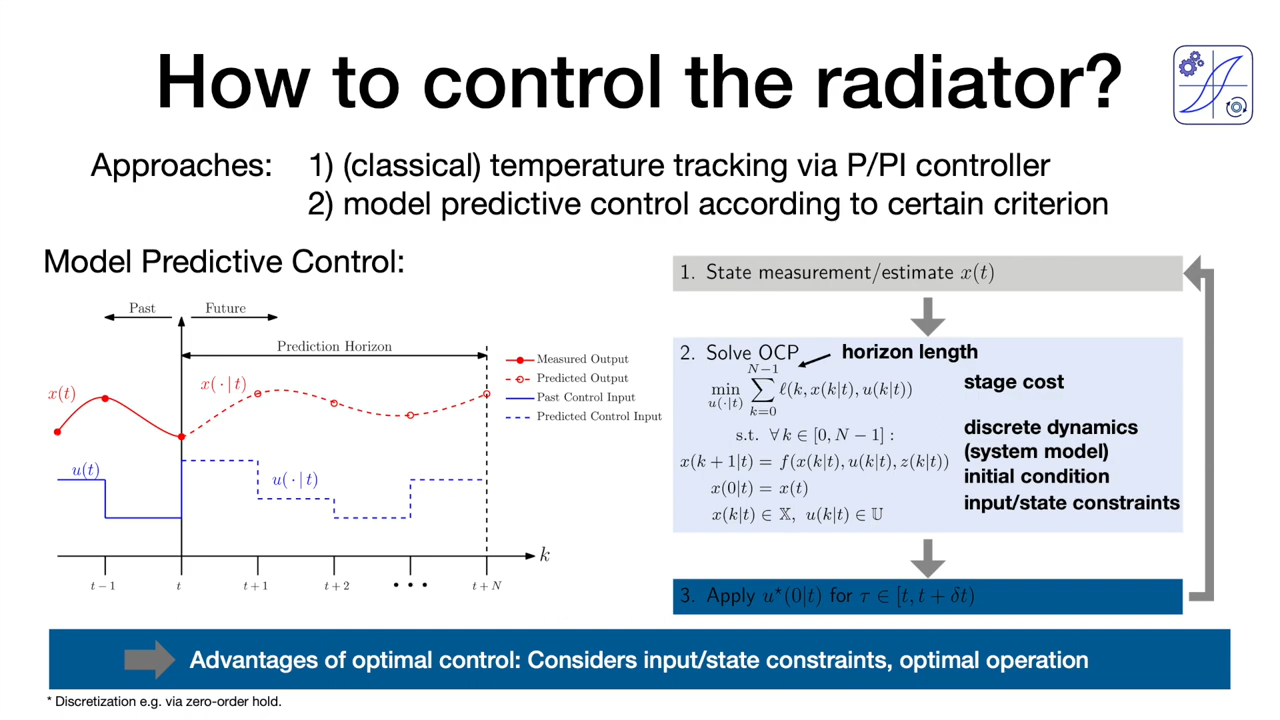 How to control the radiator?
Approaches: 1) (classical) temperature tracking via P/PI controller
2) model predictive control according to certain criterion
Model Predictive Control:
Past Future
Prediction Horizon
x(t)
x(· | t)
u(t)
u(· | t)
Measured Output
Predicted Output
Past Control Input
Predicted Control Input
k
t − 1 t t + 1 t + 2 • • • t + N
1. State measurement/estimate x(t)
2. Solve OCP horizon length
min_{u(·|t)} ∑_{k=0}^{N−1} ℓ(k, x(k|t), u(k|t)) stage cost
s.t. ∀ k ∈ [0, N − 1] : discrete dynamics
(system model)
x(k + 1|t) = f(x(k|t), u(k|t), z(k|t))
x(0|t) = x(t) initial condition
x(k|t) ∈ 𝕏, u(k|t) ∈ 𝕌 input/state constraints
3. Apply u⋆(0|t) for τ ∈ [t, t + δt)
Advantages of optimal control: Considers input/state constraints, optimal operation
* Discretization e.g. via zero-order hold.